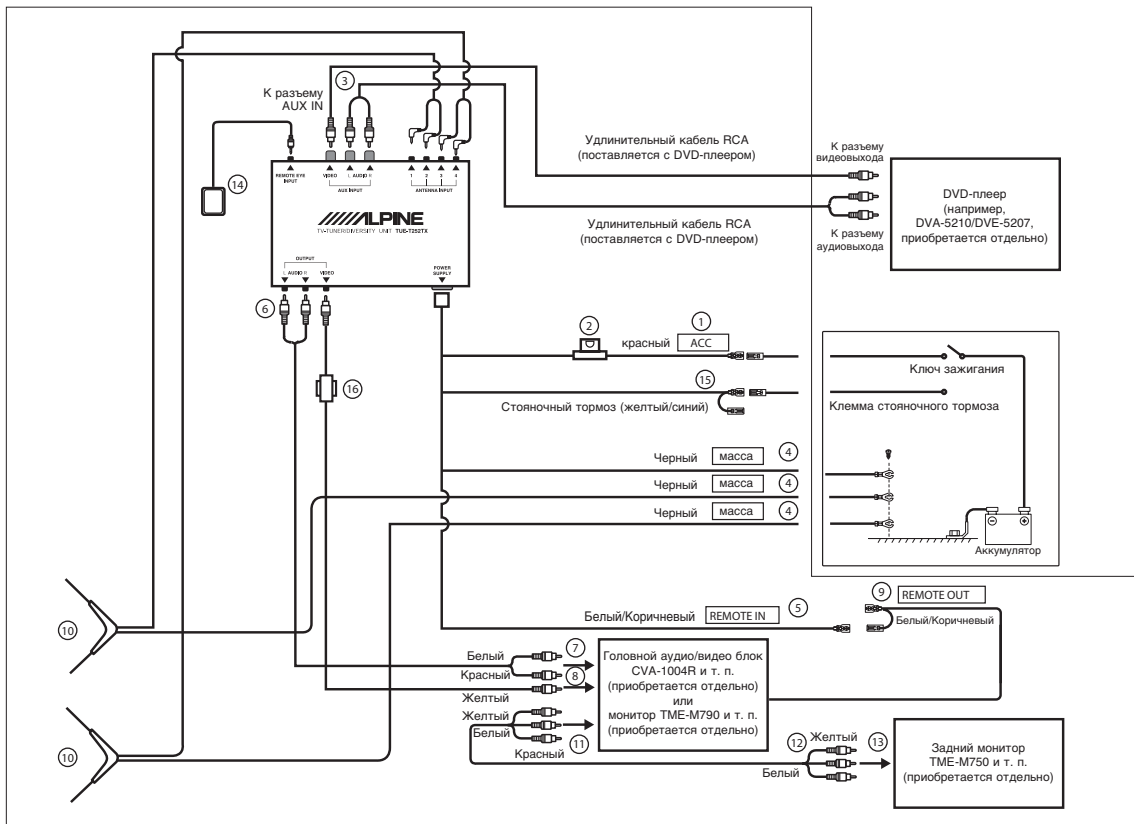 К разъему
AUX IN
3
Удлинительный кабель RCA
(поставляется с DVD-плеером)
К разъему
видеовыхода
14
REMOTE EYE
INPUT
VIDEO
L AUDIO R
AUX INPUT
1 2 3 4
ANTENNA INPUT
ALPINE
TV-TUNER/DIVERSITY UNIT TUE-T252TX
OUTPUT
L AUDIO R VIDEO
POWER
SUPPLY
Удлинительный кабель RCA
(поставляется с DVD-плеером)
К разъему
аудиовыхода
DVD-плеер
(например,
DVA-5210/DVE-5207,
приобретается отдельно)
6
2
1
красный ACC
Ключ зажигания
16
15
Стояночный тормоз (желтый/синий)
Клемма стояночного тормоза
Черный масса 4
Черный масса 4
Черный масса 4
Аккумулятор
10
Белый/Коричневый REMOTE IN 5
9 REMOTE OUT
Белый/Коричневый
Белый
7
Красный
8
Желтый
Желтый
Белый
11
Красный
Головной аудио/видео блок
CVA-1004R и т. п.
(приобретается отдельно)
или
монитор TME-M790 и т. п.
(приобретается отдельно)
10
12
Желтый
13
Белый
Задний монитор
TME-M750 и т. п.
(приобретается отдельно)